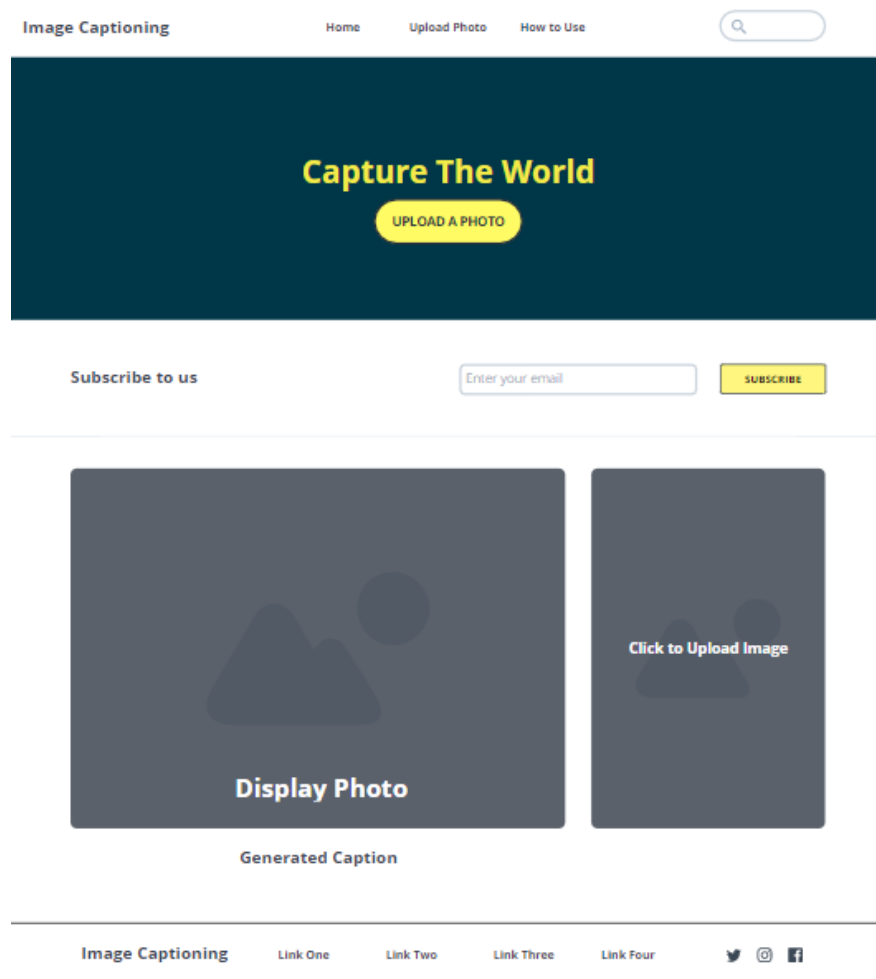 Image Captioning Home Upload Photo How to Use
Capture The World
UPLOAD A PHOTO
Subscribe to us Enter your email SUBSCRIBE
Click to Upload Image
Display Photo
Generated Caption
Image Captioning Link One Link Two Link Three Link Four